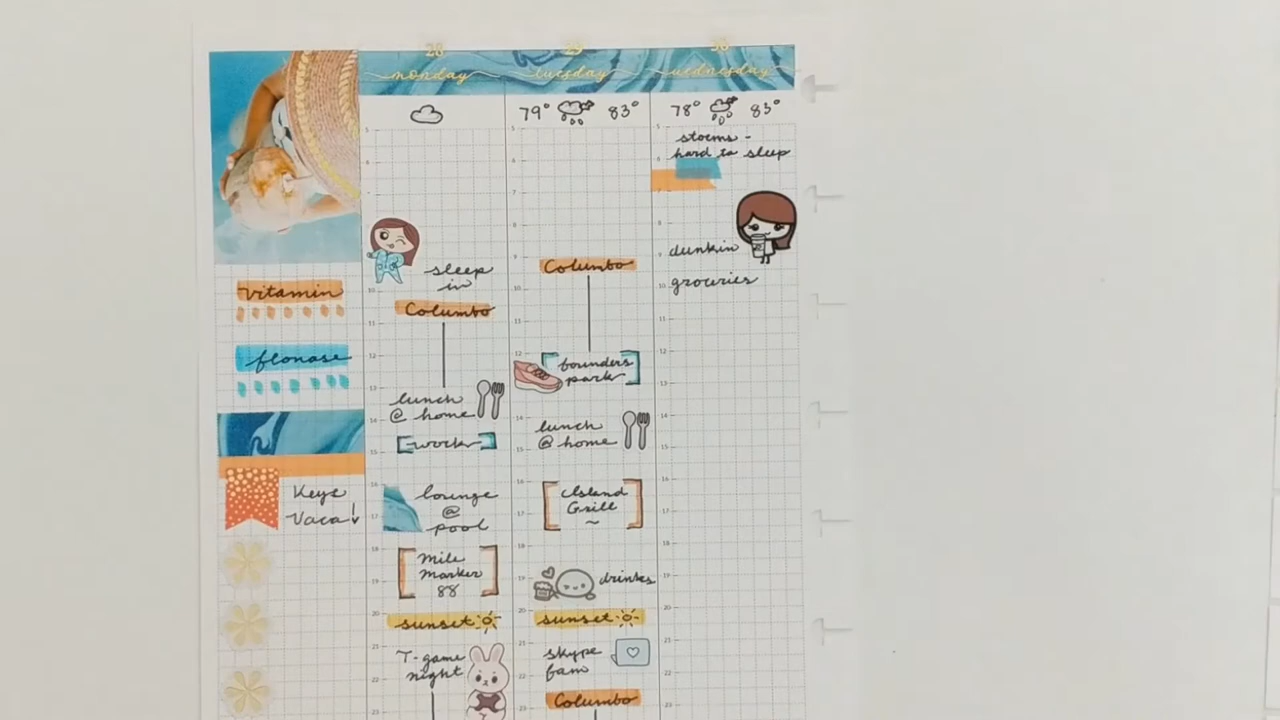 28
monday
sleep
in
Columbo
lunch
@ home
work
lounge
@
pool
Mile
Marker
88
sunset
T-game
night
29
tuesday
79° 83°
Columbo
founders
park
lunch
@ home
Island
Grill
~
drinks
sunset
skype
fam
Columbo
30
wednesday
78° 85°
storms -
hard to sleep
dunkin
groceries
vitamin
flonase
Keys
Vaca!